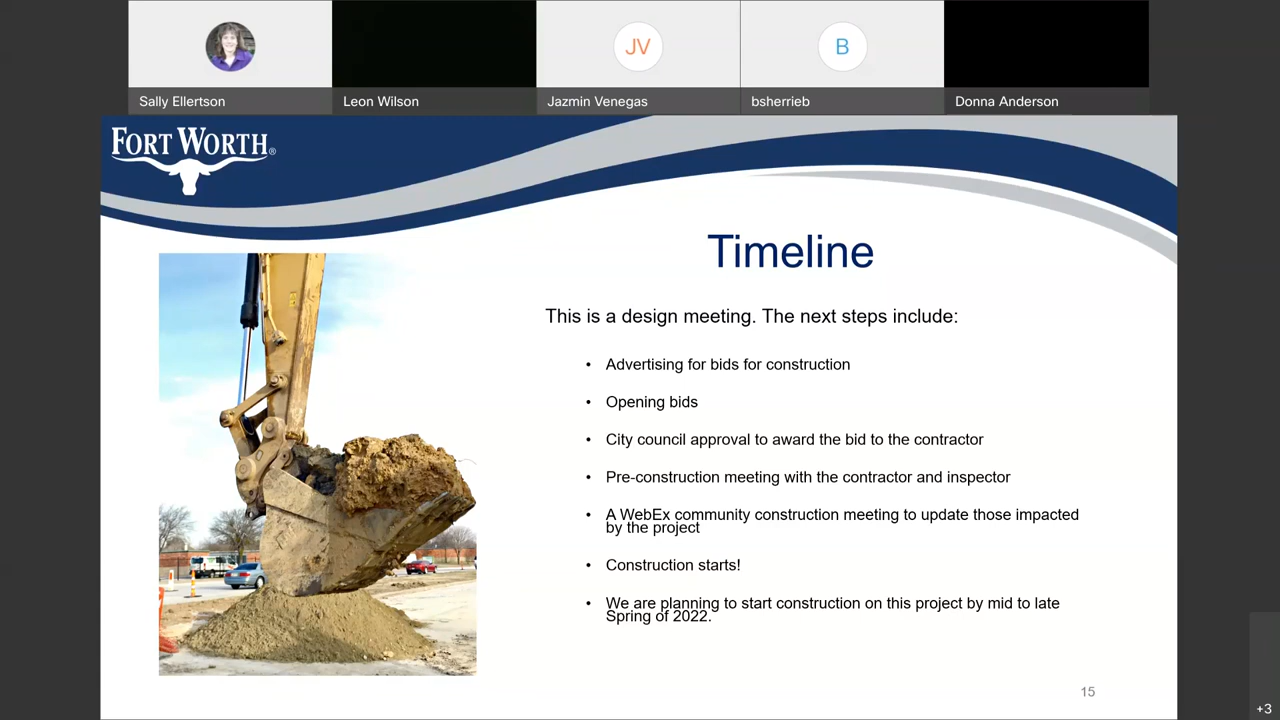 JV
B
Sally Ellertson
Leon Wilson
Jazmin Venegas
bsherrieb
Donna Anderson
FORT WORTH®
Timeline
This is a design meeting. The next steps include:
• Advertising for bids for construction
• Opening bids
• City council approval to award the bid to the contractor
• Pre-construction meeting with the contractor and inspector
• A WebEx community construction meeting to update those impacted
by the project
• Construction starts!
• We are planning to start construction on this project by mid to late
Spring of 2022.
15
+3